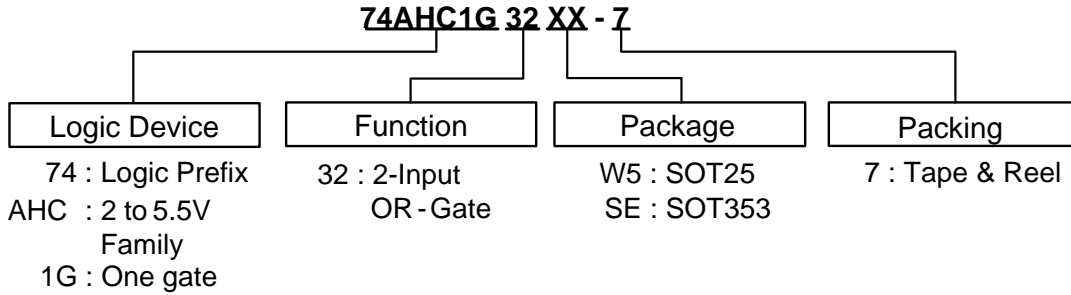 74AHC1G 32 XX - 7
Logic Device
Function
Package
Packing
74 : Logic Prefix
AHC : 2 to 5.5V
Family
1G : One gate
32 : 2-Input
OR-Gate
W5 : SOT25
SE : SOT353
7 : Tape & Reel